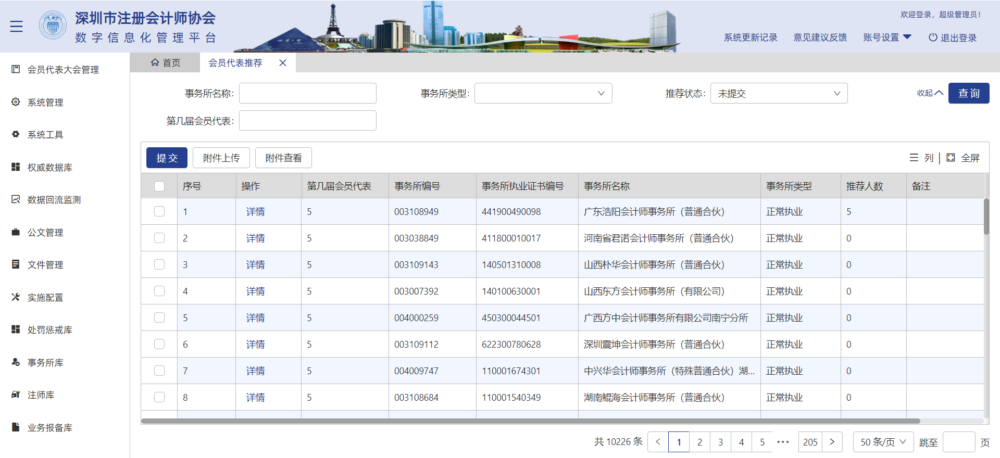 深圳市注册会计师协会
数字信息化管理平台
欢迎登录，超级管理员！
系统更新记录 意见建议反馈 账号设置 退出登录
首页 会员代表推荐
会员代表大会管理
系统管理
系统工具
权威数据库
数据回流监测
公文管理
文件管理
实施配置
处罚惩戒库
事务所库
注师库
业务报备库
事务所名称： 事务所类型： 推荐状态： 未提交 收起 查 询
第几届会员代表：
提 交 附件上传 附件查看 列 全屏
序号 操作 第几届会员代表 事务所编号 事务所执业证书编号 事务所名称 事务所类型 推荐人数 备注
1 详情 5 003108949 441900490098 广东浩阳会计师事务所（普通合伙） 正常执业 5
2 详情 5 003038849 411800010017 河南省君诺会计师事务所（普通合伙） 正常执业 0
3 详情 5 003109143 140501310008 山西朴华会计师事务所（普通合伙） 正常执业 0
4 详情 5 003007392 140100630001 山西东方会计师事务所（有限公司） 正常执业 0
5 详情 5 004000259 450300044501 广西方中会计师事务所有限公司南宁分所 正常执业 0
6 详情 5 003109112 622300780628 深圳震坤会计师事务所（普通合伙） 正常执业 0
7 详情 5 004009747 110001674301 中兴华会计师事务所（特殊普通合伙）湖... 正常执业 0
8 详情 5 003108684 110001540349 湖南鲲海会计师事务所（普通合伙） 正常执业 0
共 10226 条 < 1 2 3 4 5 ••• 205 > 50 条/页 跳至 页